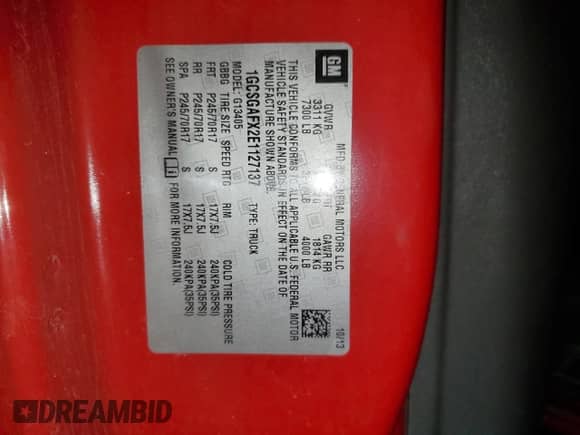 GM
MFD BY GENERAL MOTORS LLC
10/13
GVWR
GAWR RR
3311 KG
1814 KG
7300 LB
4000 LB
THIS VEHICLE CONFORMS TO ALL APPLICABLE U.S. FEDERAL MOTOR
VEHICLE SAFETY STANDARDS IN EFFECT ON THE DATE OF
MANUFACTURE SHOWN ABOVE.
1GCSGAFX2E1127137
TYPE: TRUCK
MODEL: G13405
GBBG TIRE SIZE SPEED RTG RIM COLD TIRE PRESSURE
FRT P245/70R17 S 17X7.5J 240KPA(35PSI)
RR P245/70R17 S 17X7.5J 240KPA(35PSI)
SPA P245/70R17 S 17X7.5J 240KPA(35PSI)
SEE OWNER'S MANUAL FOR MORE INFORMATION.
DREAMBID